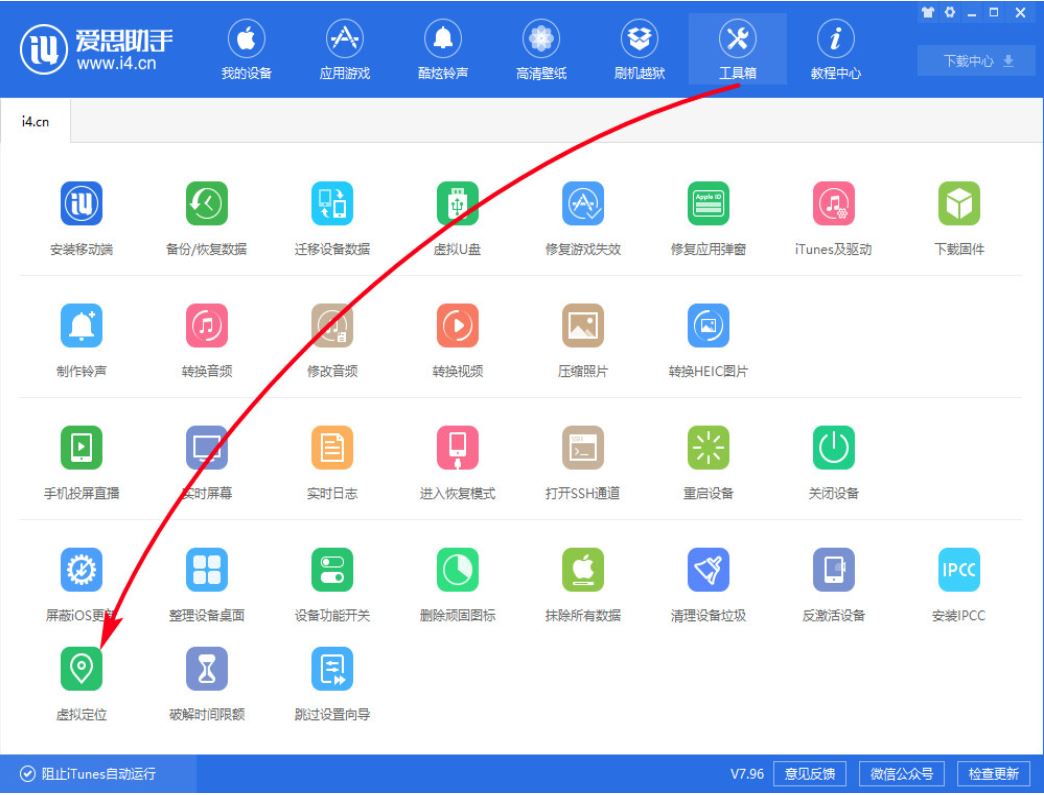 爱思助手
www.i4.cn
我的设备 应用游戏 酷炫铃声 高清壁纸 刷机越狱 工具箱 教程中心
下载中心
i4.cn
安装移动端 备份/恢复数据 迁移设备数据 虚拟U盘 修复游戏失效 修复应用弹窗 iTunes及驱动 下载固件
Apple ID
制作铃声 转换音频 修改音频 转换视频 压缩照片 转换HEIC图片
SSH
手机投屏直播 实时屏幕 实时日志 进入恢复模式 打开SSH通道 重启设备 关闭设备
IPCC
屏蔽iOS更新 整理设备桌面 设备功能开关 删除顽固图标 抹除所有数据 清理设备垃圾 反激活设备 安装IPCC
虚拟定位 破解时间限额 跳过设置向导
阻止iTunes自动运行 V7.96 意见反馈 微信公众号 检查更新